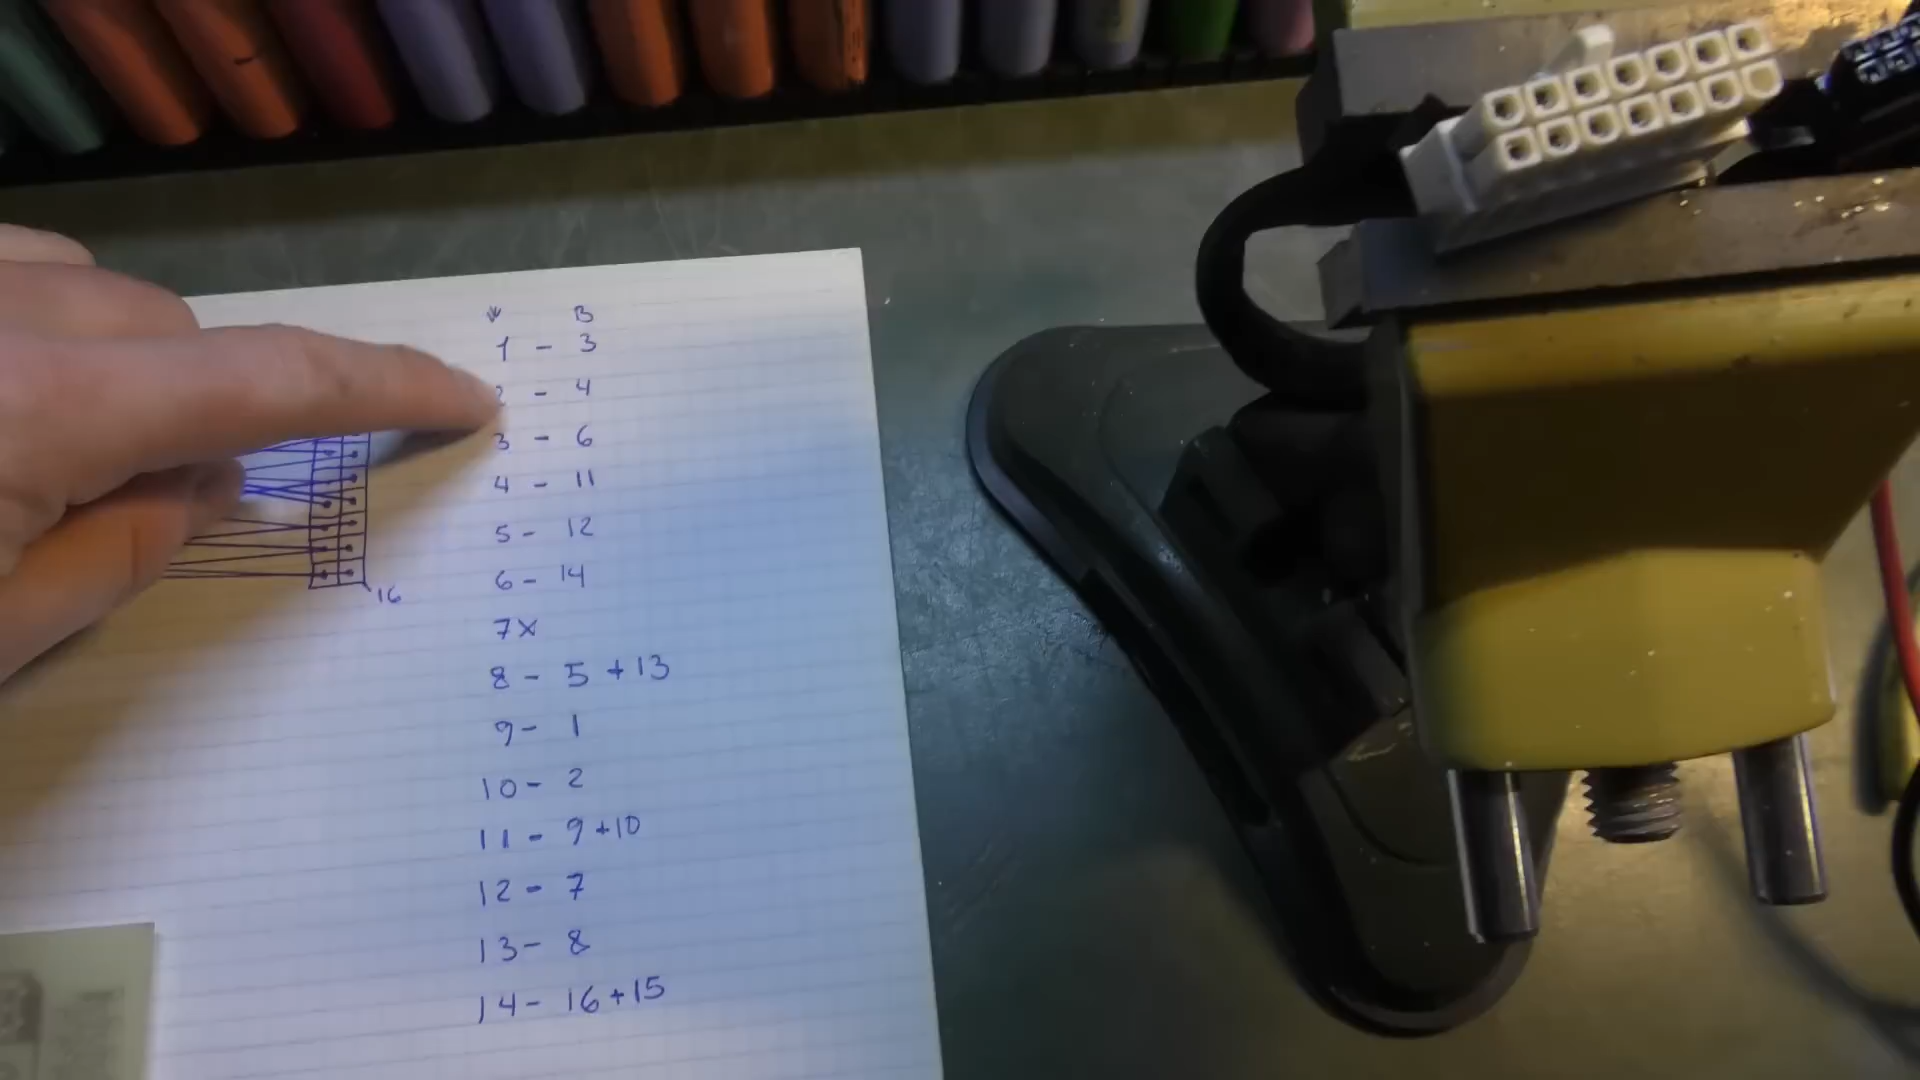 B
1 - 3
2 - 4
3 - 6
4 - 11
5 - 12
6 - 14
7x
8 - 5 +13
9 - 1
10 - 2
11 - 9+10
12 - 7
13 - 8
14 - 16+15
16